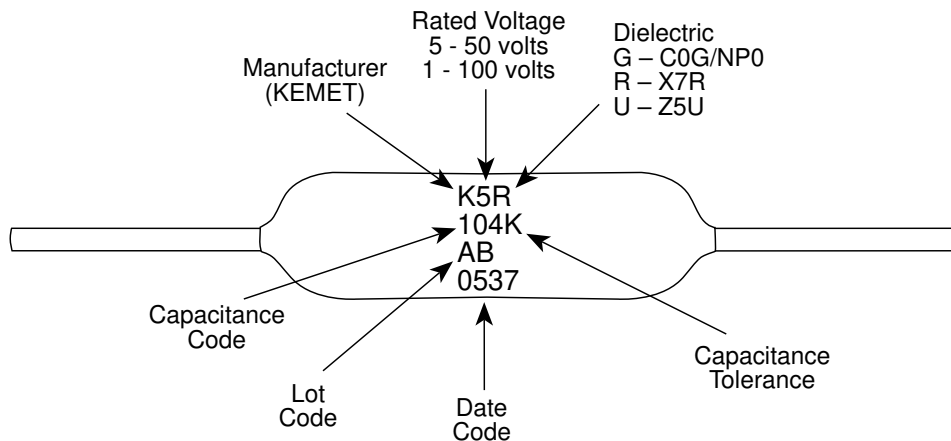 Rated Voltage
5 - 50 volts
1 - 100 volts
Dielectric
G – C0G/NP0
R – X7R
U – Z5U
Manufacturer
(KEMET)
K5R
104K
AB
0537
Capacitance
Code
Capacitance
Tolerance
Lot
Code
Date
Code